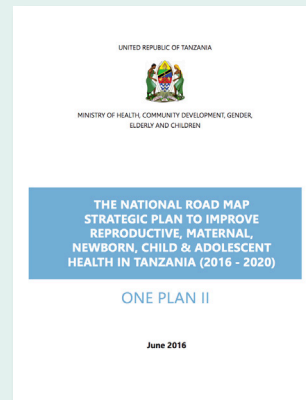 UNITED REPUBLIC OF TANZANIA
MINISTRY OF HEALTH, COMMUNITY DEVELOPMENT, GENDER,
ELDERLY AND CHILDREN
THE NATIONAL ROAD MAP
STRATEGIC PLAN TO IMPROVE
REPRODUCTIVE, MATERNAL,
NEWBORN, CHILD & ADOLESCENT
HEALTH IN TANZANIA (2016 - 2020)
ONE PLAN II
June 2016